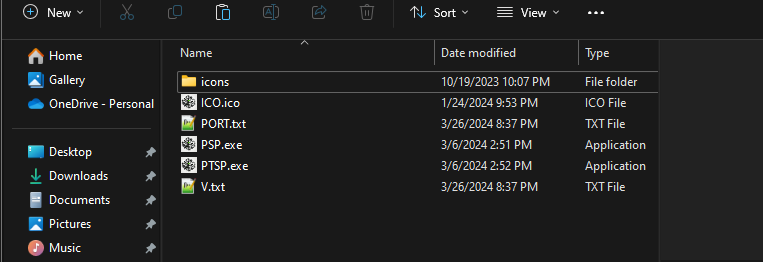 New Sort View ...
Name Date modified Type
Home
Gallery
OneDrive - Personal
Desktop
Downloads
Documents
Pictures
Music
icons 10/19/2023 10:07 PM File folder
ICO.ico 1/24/2024 9:53 PM ICO File
PORT.txt 3/26/2024 8:37 PM TXT File
PSP.exe 3/6/2024 2:51 PM Application
PTSP.exe 3/6/2024 2:52 PM Application
V.txt 3/26/2024 8:37 PM TXT File